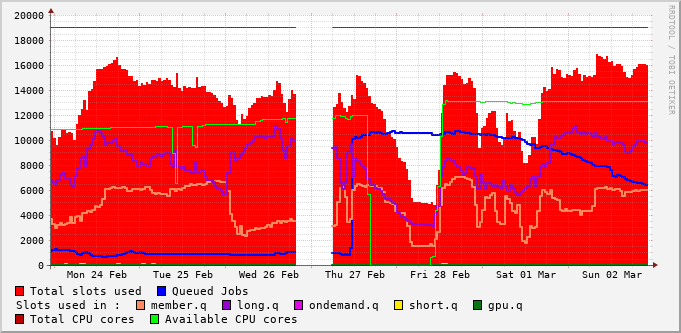 20000
18000
16000
14000
12000
10000
8000
6000
4000
2000
0
Mon 24 Feb Tue 25 Feb Wed 26 Feb Thu 27 Feb Fri 28 Feb Sat 01 Mar Sun 02 Mar
Total slots used Queued Jobs
Slots used in : member.q long.q ondemand.q short.q gpu.q
Total CPU cores Available CPU cores
RRDTOOL / TOBI OETIKER